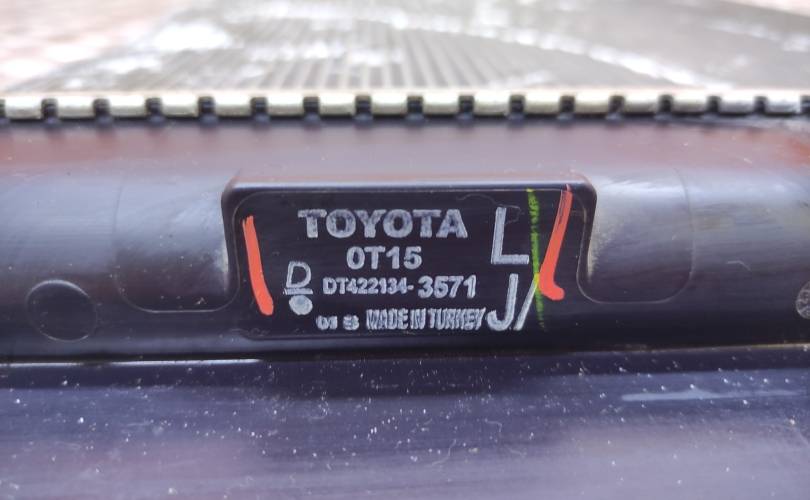 TOYOTA L
0T15
D DT422134-3571
MADE IN TURKEY J/